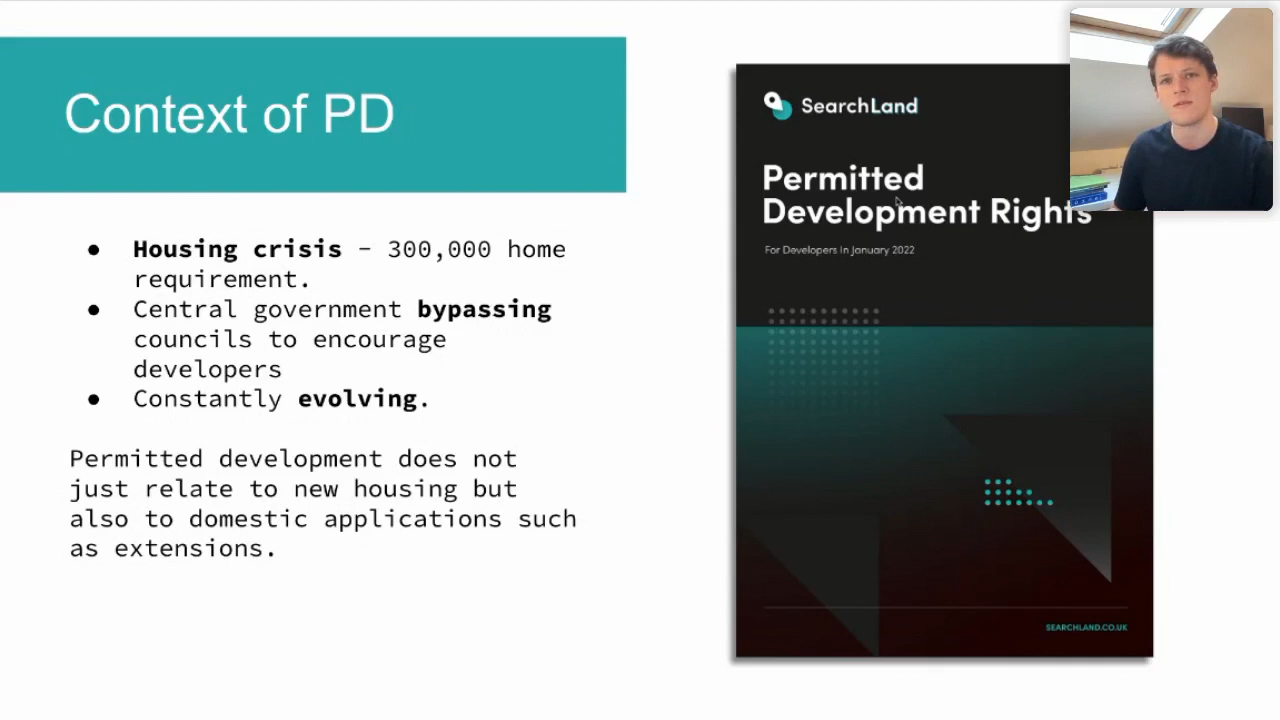 Context of PD
● Housing crisis – 300,000 home
requirement.
● Central government bypassing
councils to encourage
developers
● Constantly evolving.
Permitted development does not
just relate to new housing but
also to domestic applications such
as extensions.
SearchLand
Permitted
Development Rights
For Developers In January 2022
SEARCHLAND.CO.UK